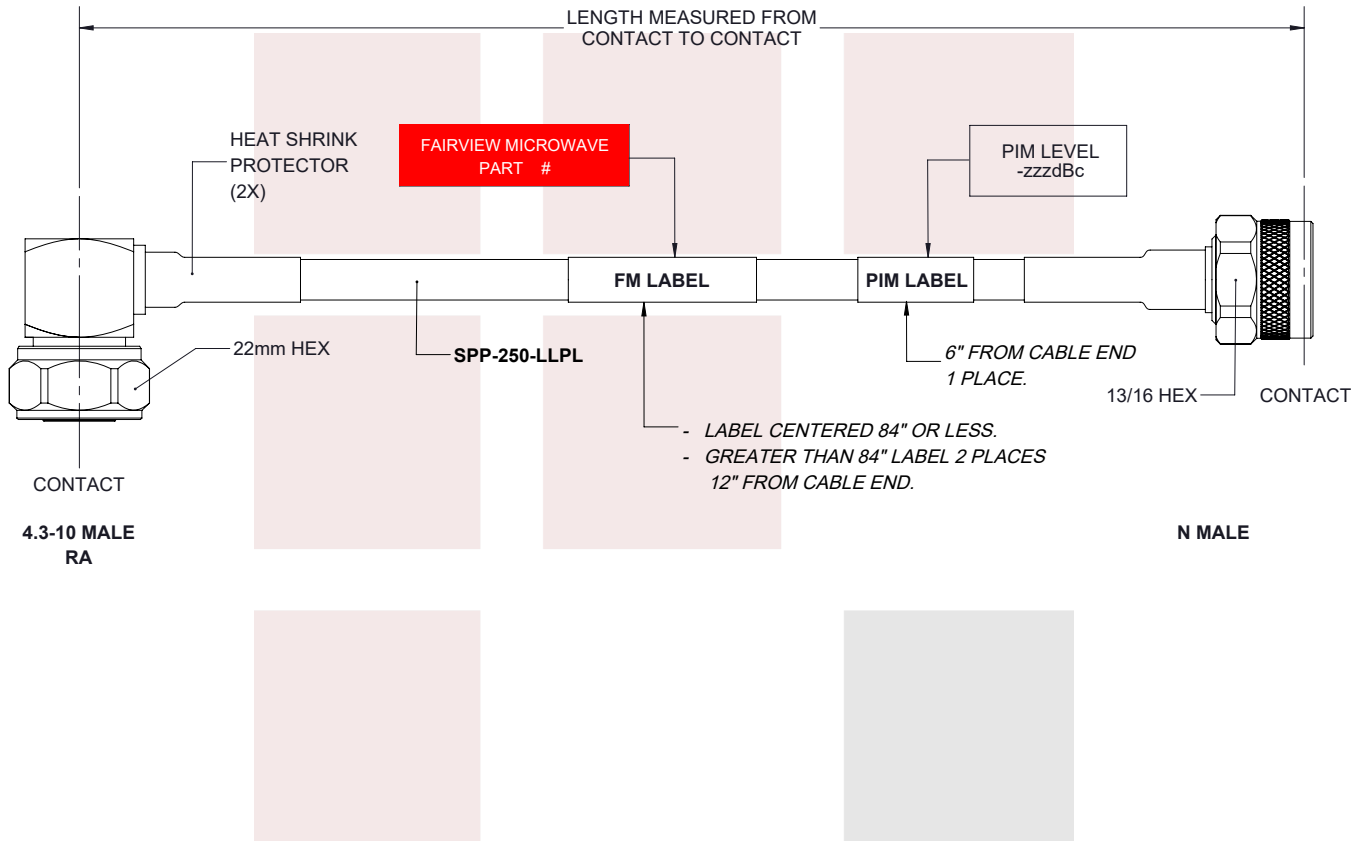 LENGTH MEASURED FROM
CONTACT TO CONTACT
HEAT SHRINK
PROTECTOR
(2X)
FAIRVIEW MICROWAVE
PART #
PIM LEVEL
-zzzdBc
FM LABEL
PIM LABEL
22mm HEX
SPP-250-LLPL
6" FROM CABLE END
1 PLACE.
13/16 HEX
CONTACT
- LABEL CENTERED 84" OR LESS.
- GREATER THAN 84" LABEL 2 PLACES
12" FROM CABLE END.
CONTACT
4.3-10 MALE
RA
N MALE